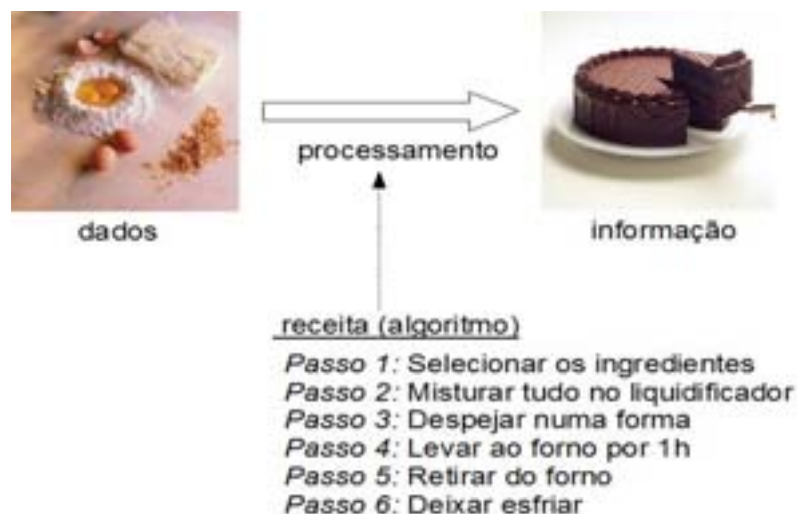 processamento
dados
informação
receita (algoritmo)
Passo 1: Selecionar os ingredientes
Passo 2: Misturar tudo no liquidificador
Passo 3: Despejar numa forma
Passo 4: Levar ao forno por 1h
Passo 5: Retirar do forno
Passo 6: Deixar esfriar